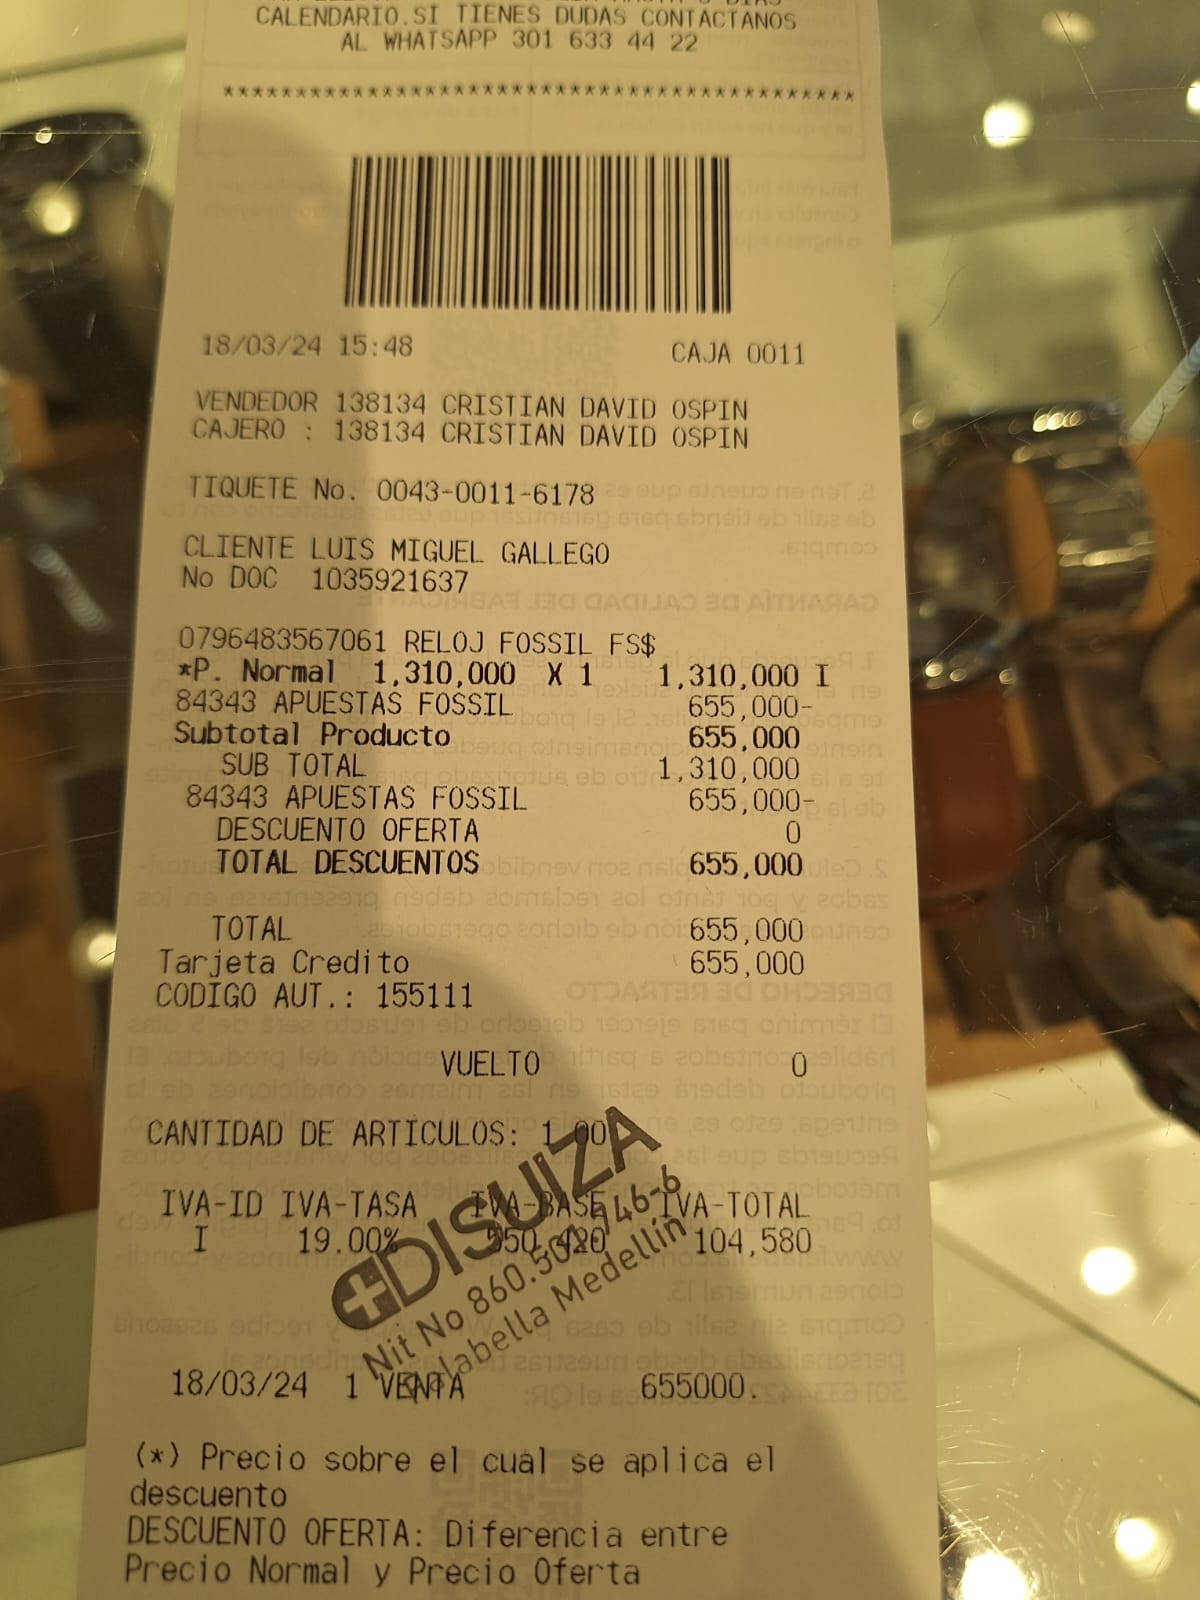 CALENDARIO.SI TIENES DUDAS CONTACTANOS
AL WHATSAPP 301 633 44 22
*******************************************
18/03/24 15:48 CAJA 0011
VENDEDOR 138134 CRISTIAN DAVID OSPIN
CAJERO : 138134 CRISTIAN DAVID OSPIN
TIQUETE No. 0043-0011-6178
CLIENTE LUIS MIGUEL GALLEGO
No DOC 1035921637
0796483567061 RELOJ FOSSIL FS$
*P. Normal 1,310,000 X 1 1,310,000 I
84343 APUESTAS FOSSIL 655,000-
Subtotal Producto 655,000
SUB TOTAL 1,310,000
84343 APUESTAS FOSSIL 655,000-
DESCUENTO OFERTA 0
TOTAL DESCUENTOS 655,000
TOTAL 655,000
Tarjeta Credito 655,000
CODIGO AUT.: 155111
VUELTO 0
CANTIDAD DE ARTICULOS: 1.00
IVA-ID IVA-TASA IVA-BASE IVA-TOTAL
I 19.00% 550,420 104,580
DISUIZA
Nit No
Falabella Medellín
18/03/24 1 VENTA 655000.
(*) Precio sobre el cual se aplica el
descuento
DESCUENTO OFERTA: Diferencia entre
Precio Normal y Precio Oferta